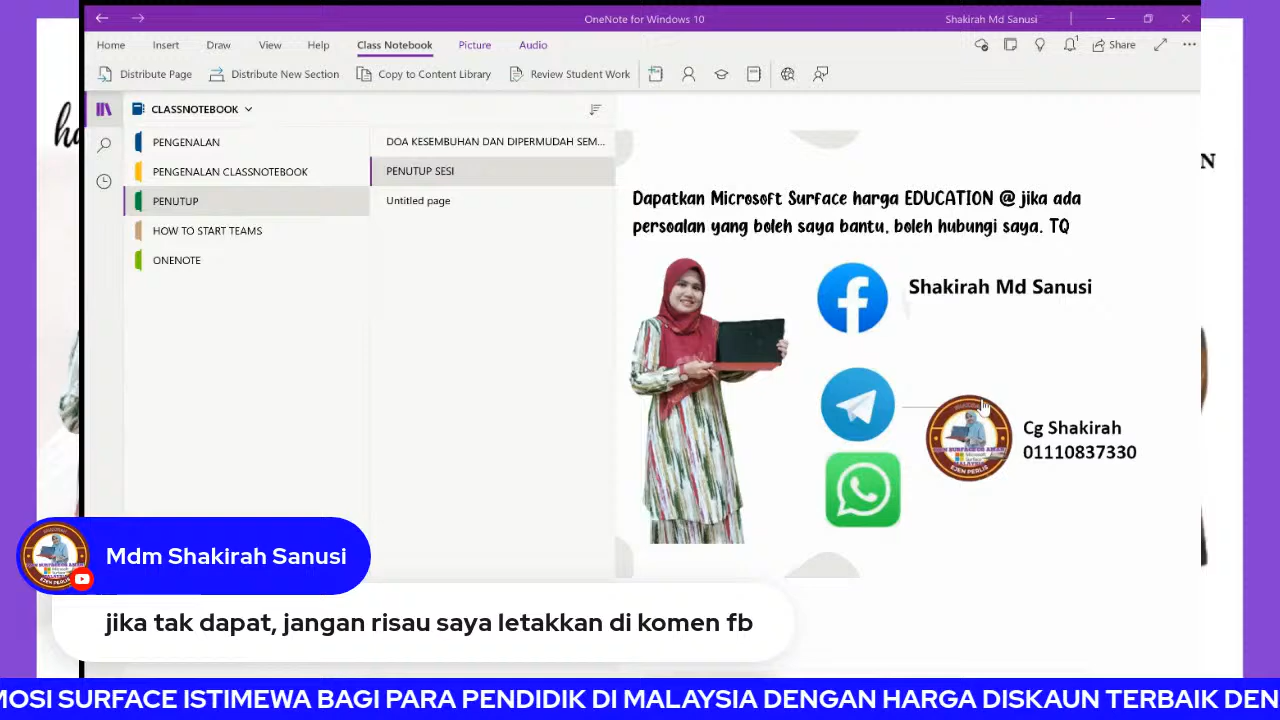 OneNote for Windows 10
Shakirah Md Sanusi
Home Insert Draw View Help Class Notebook Picture Audio
1
Share
Distribute Page Distribute New Section Copy to Content Library Review Student Work
CLASSNOTEBOOK
PENGENALAN
PENGENALAN CLASSNOTEBOOK
PENUTUP
HOW TO START TEAMS
ONENOTE
DOA KESEMBUHAN DAN DIPERMUDAH SEM...
PENUTUP SESI
Untitled page
ha
N
Dapatkan Microsoft Surface harga EDUCATION @ jika ada
persoalan yang boleh saya bantu, boleh hubungi saya. TQ
Shakirah Md Sanusi
Cg Shakirah
01110837330
EJEN PERLIS
Mdm Shakirah Sanusi
jika tak dapat, jangan risau saya letakkan di komen fb
MOSI SURFACE ISTIMEWA BAGI PARA PENDIDIK DI MALAYSIA DENGAN HARGA DISKAUN TERBAIK DEN